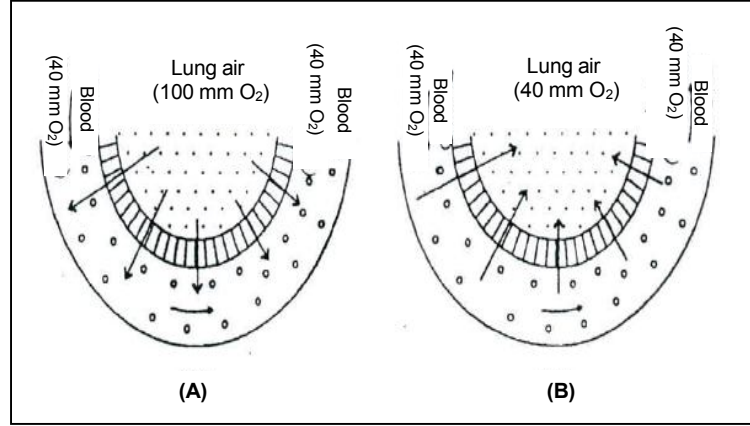 Blood
(40 mm O₂)
Lung air
(100 mm O₂)
Blood
(40 mm O₂)
(A)
Blood
(40 mm O₂)
Lung air
(40 mm O₂)
Blood
(40 mm O₂)
(B)